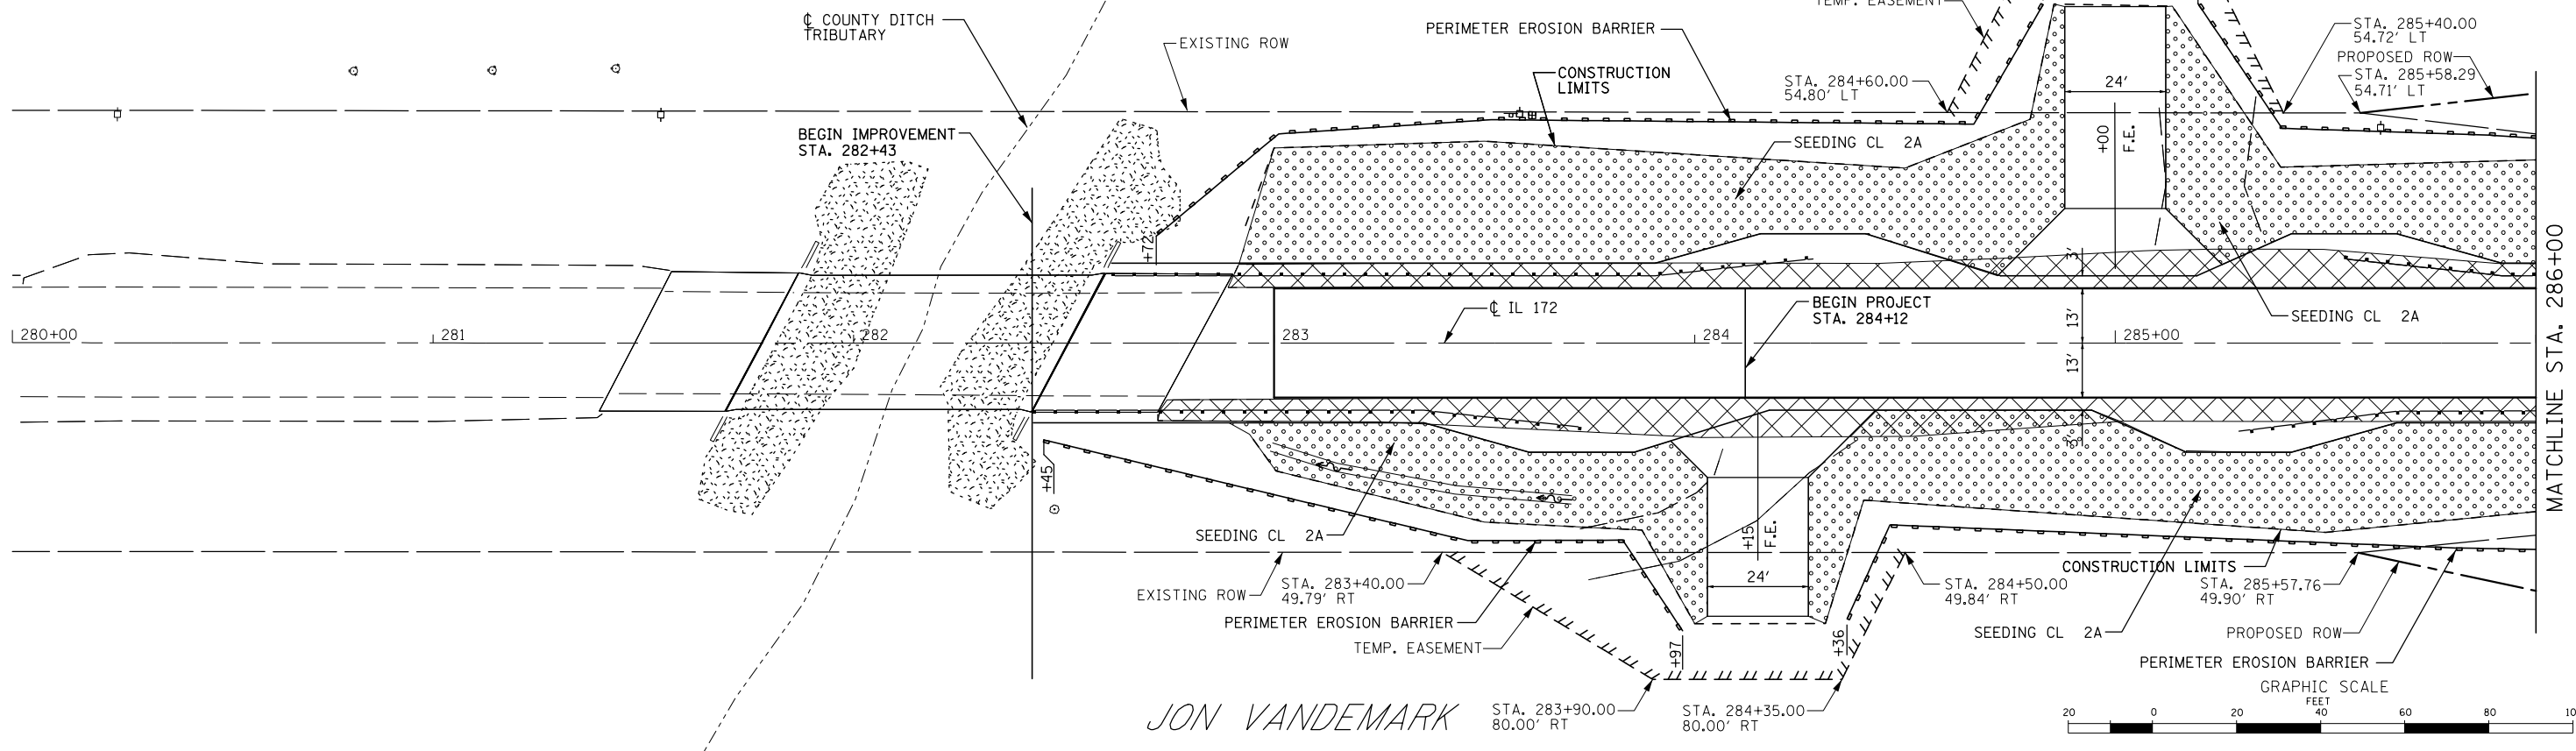 ℄ COUNTY DITCH
TRIBUTARY
EXISTING ROW
PERIMETER EROSION BARRIER
CONSTRUCTION
LIMITS
TEMP. EASEMENT
STA. 284+60.00
54.80' LT
24'
STA. 285+40.00
54.72' LT
PROPOSED ROW
STA. 285+58.29
54.71' LT
BEGIN IMPROVEMENT
STA. 282+43
SEEDING CL 2A
+00
F.E.
+72
3'
280+00
281
282
283
℄ IL 172
284
BEGIN PROJECT
STA. 284+12
13'
13'
285+00
SEEDING CL 2A
MATCHLINE STA. 286+00
3'
+45
SEEDING CL 2A
+15
F.E.
24'
EXISTING ROW
STA. 283+40.00
49.79' RT
PERIMETER EROSION BARRIER
TEMP. EASEMENT
+97
+36
CONSTRUCTION LIMITS
STA. 284+50.00
49.84' RT
STA. 285+57.76
49.90' RT
SEEDING CL 2A
PROPOSED ROW
PERIMETER EROSION BARRIER
JON VANDEMARK
STA. 283+90.00
80.00' RT
STA. 284+35.00
80.00' RT
GRAPHIC SCALE
FEET
20 0 20 40 60 80